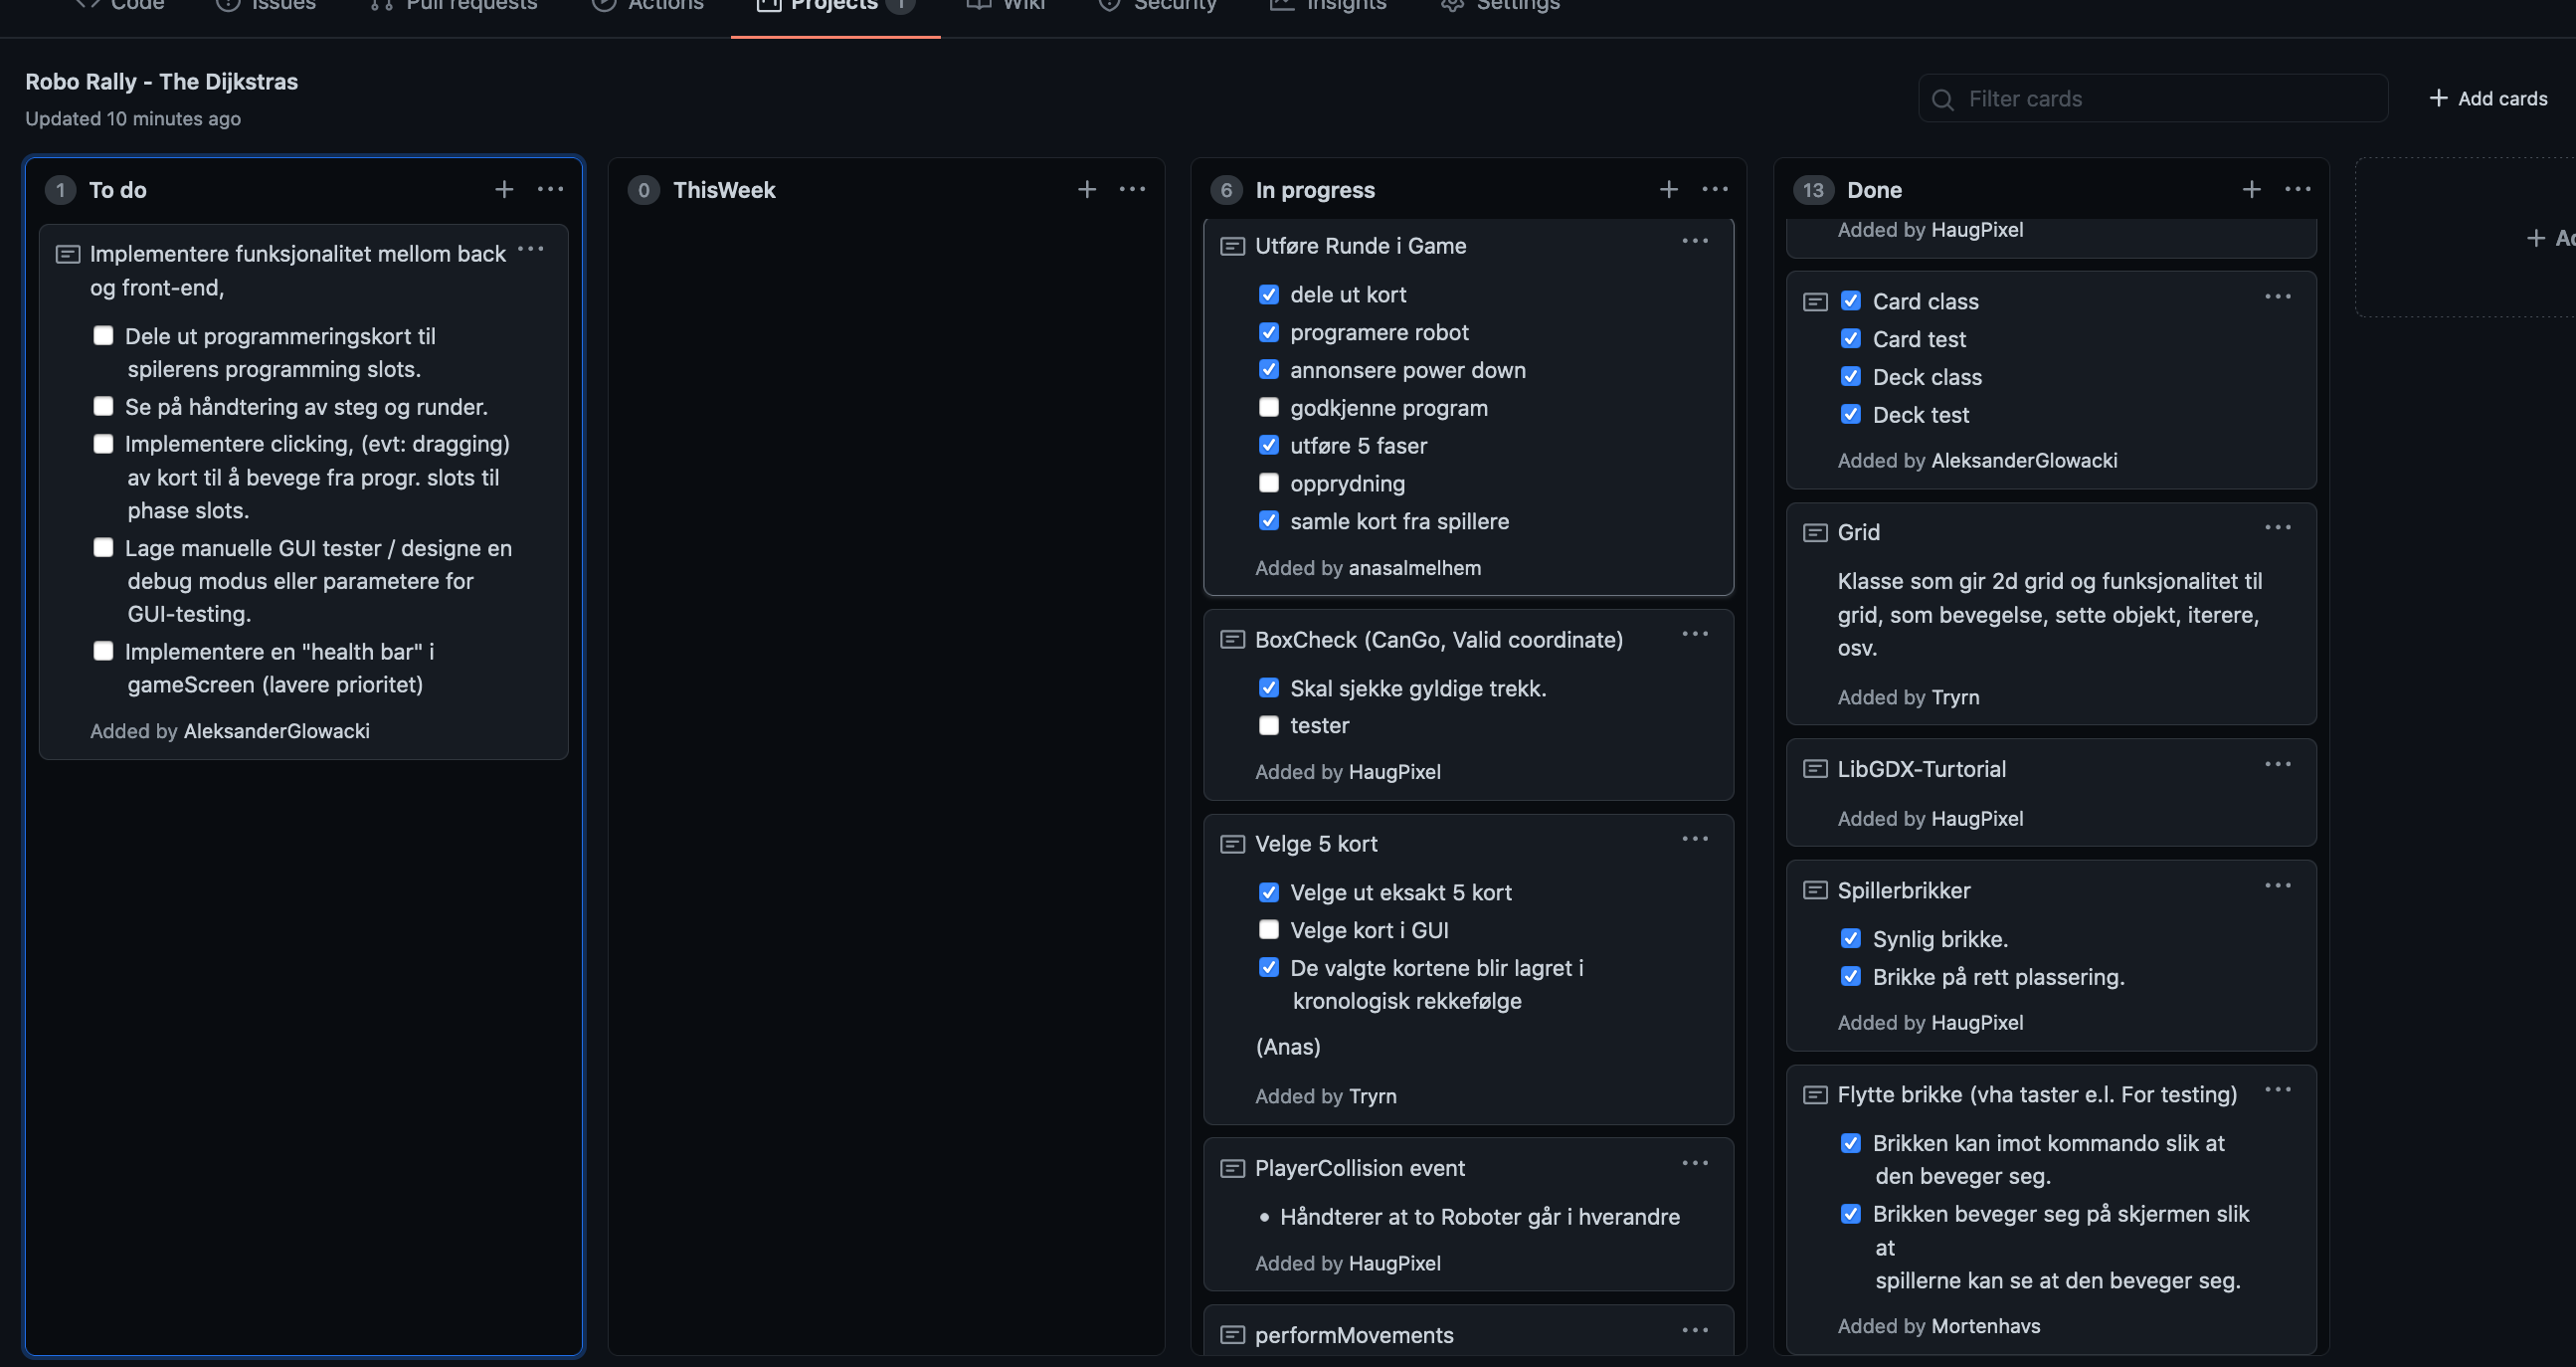 Code
Issues
Pull requests
Actions
Projects 1
Wiki
Security
Insights
Settings
Robo Rally - The Dijkstras
Updated 10 minutes ago
Filter cards
Add cards
1 To do
Implementere funksjonalitet mellom back
og front-end,
Dele ut programmeringskort til
spilerens programming slots.
Se på håndtering av steg og runder.
Implementere clicking, (evt: dragging)
av kort til å bevege fra progr. slots til
phase slots.
Lage manuelle GUI tester / designe en
debug modus eller parametere for
GUI-testing.
Implementere en "health bar" i
gameScreen (lavere prioritet)
Added by AleksanderGlowacki
0 ThisWeek
6 In progress
Utføre Runde i Game
dele ut kort
programere robot
annonsere power down
godkjenne program
utføre 5 faser
opprydning
samle kort fra spillere
Added by anasalmelhem
BoxCheck (CanGo, Valid coordinate)
Skal sjekke gyldige trekk.
tester
Added by HaugPixel
Velge 5 kort
Velge ut eksakt 5 kort
Velge kort i GUI
De valgte kortene blir lagret i
kronologisk rekkefølge
(Anas)
Added by Tryrn
PlayerCollision event
• Håndterer at to Roboter går i hverandre
Added by HaugPixel
performMovements
13 Done
Added by HaugPixel
Card class
Card test
Deck class
Deck test
Added by AleksanderGlowacki
Grid
Klasse som gir 2d grid og funksjonalitet til
grid, som bevegelse, sette objekt, iterere,
osv.
Added by Tryrn
LibGDX-Turtorial
Added by HaugPixel
Spillerbrikker
Synlig brikke.
Brikke på rett plassering.
Added by HaugPixel
Flytte brikke (vha taster e.l. For testing)
Brikken kan imot kommando slik at
den beveger seg.
Brikken beveger seg på skjermen slik
at
spillerne kan se at den beveger seg.
Added by Mortenhavs